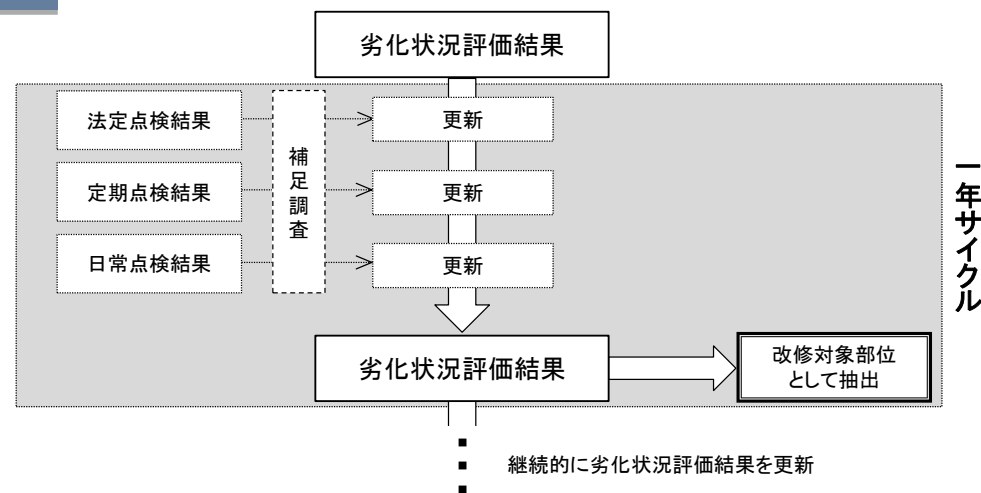 劣化状況評価結果
法定点検結果
更新
補足調査
定期点検結果
更新
日常点検結果
更新
一年サイクル
劣化状況評価結果
改修対象部位
として抽出
継続的に劣化状況評価結果を更新